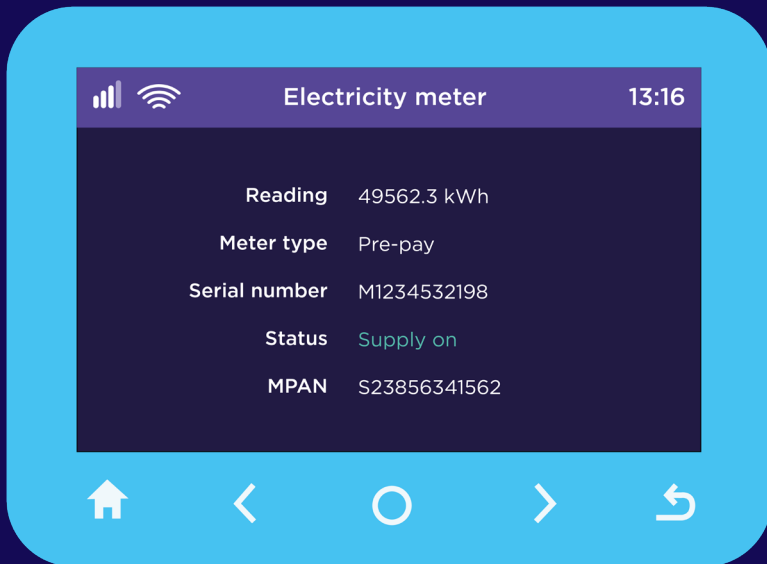 Electricity meter 13:16
Reading 49562.3 kWh
Meter type Pre-pay
Serial number M1234532198
Status Supply on
MPAN S23856341562